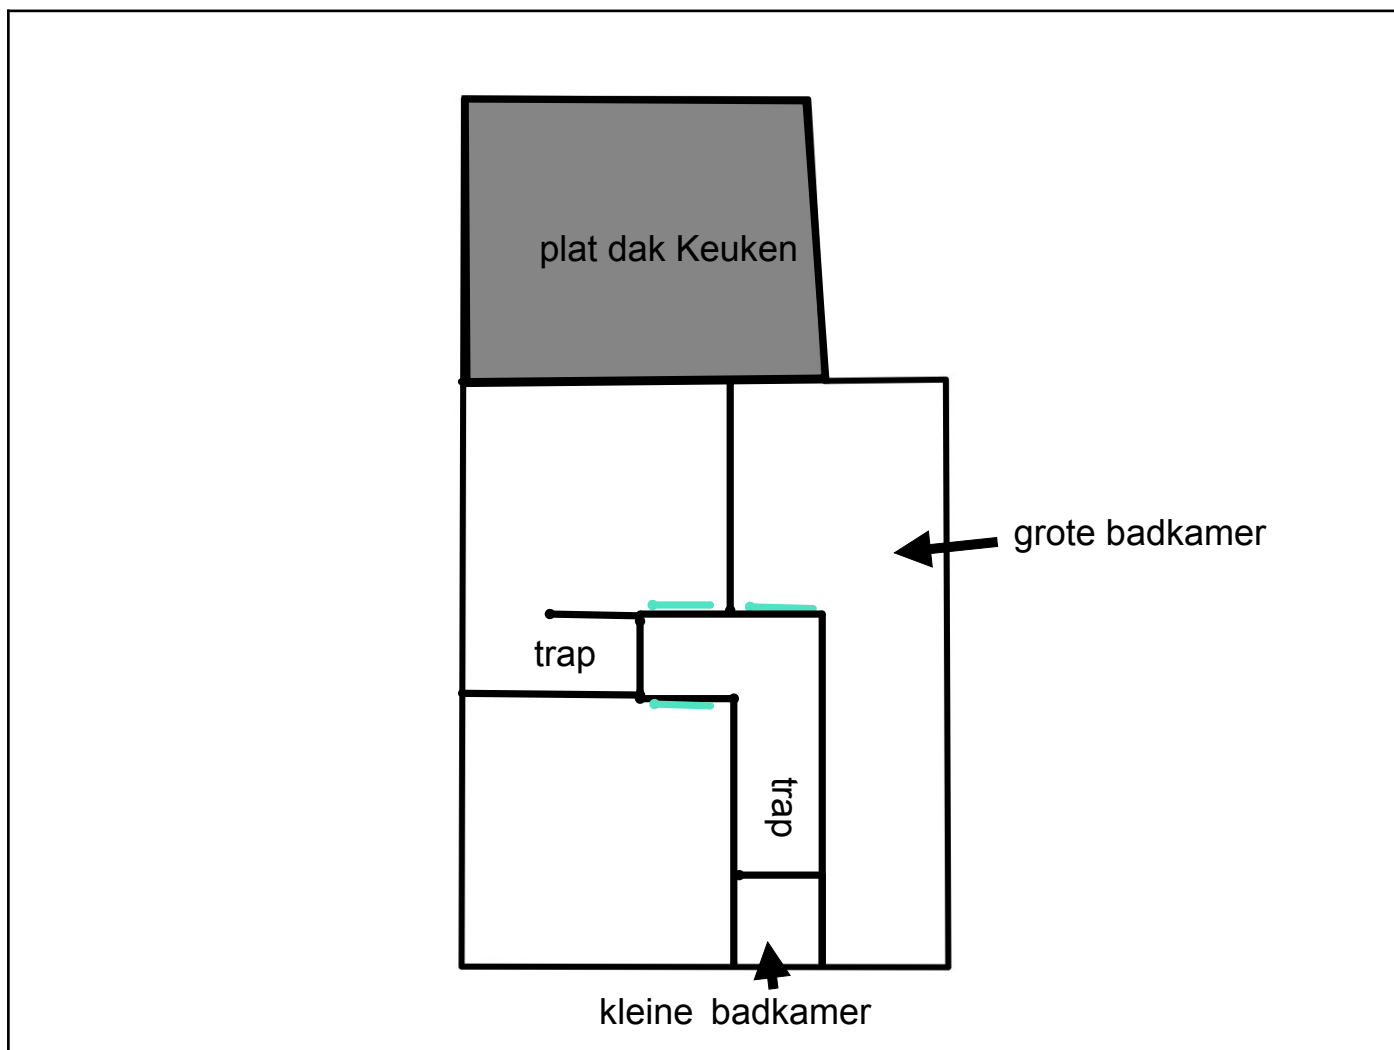 plat dak Keuken
grote badkamer
trap
trap
kleine badkamer